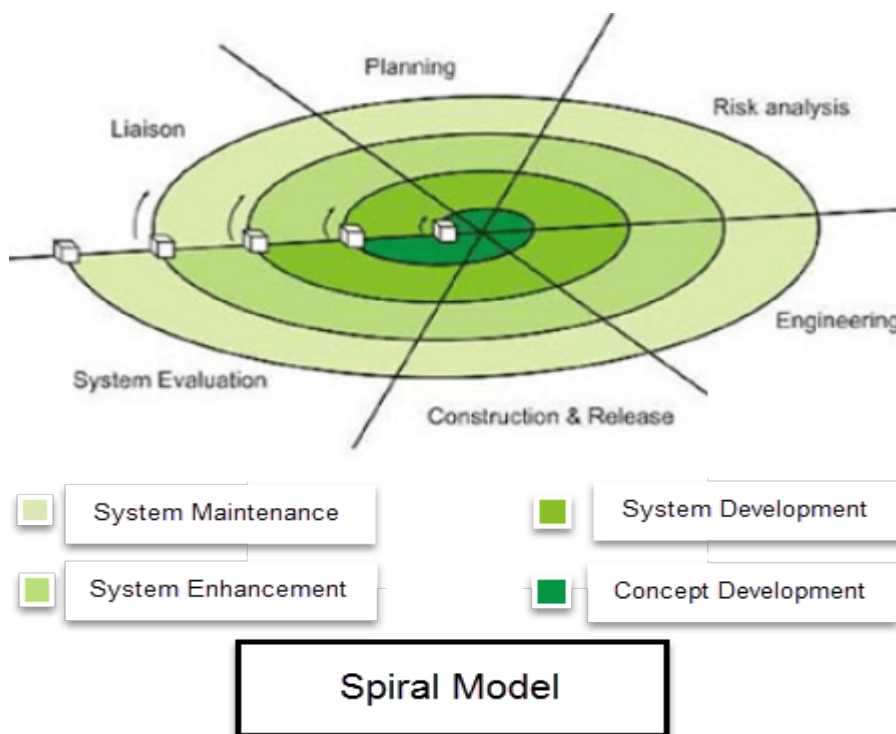 Planning
Risk analysis
Liaison
Engineering
System Evaluation
Construction & Release
System Maintenance
System Development
System Enhancement
Concept Development
Spiral Model